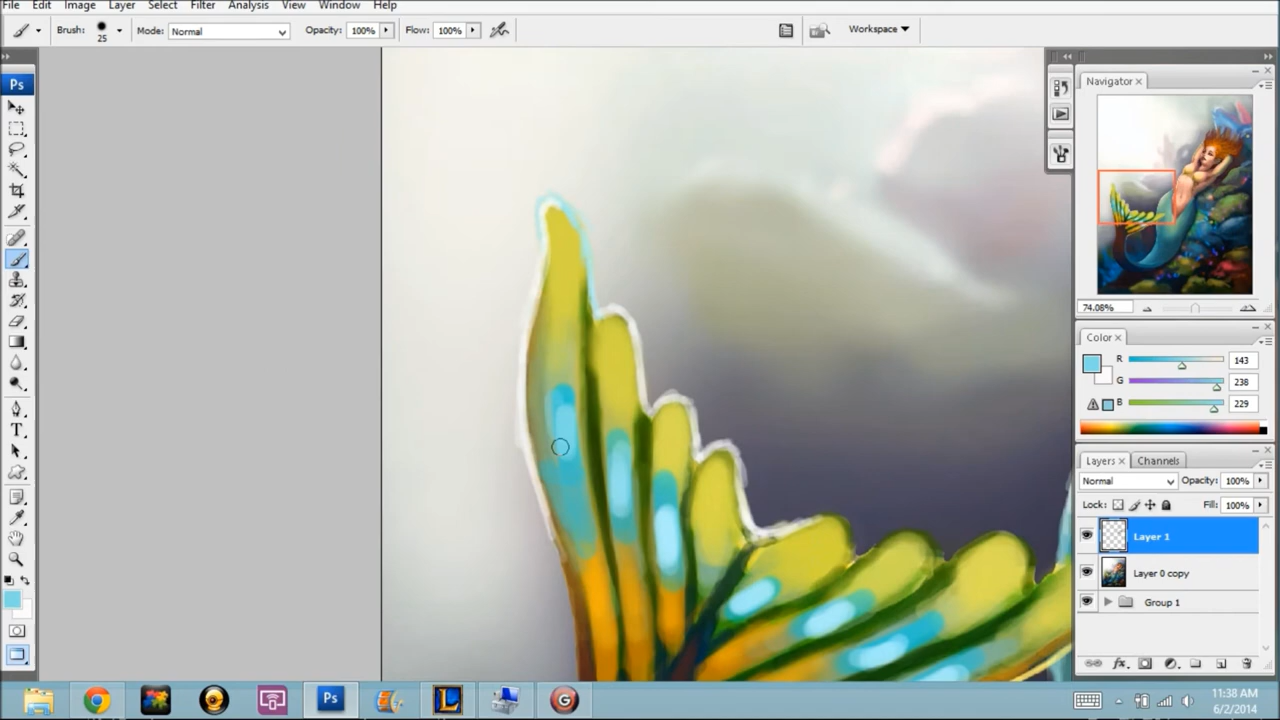 File Edit Image Layer Select Filter Analysis View Window Help
Brush: 25 Mode: Normal Opacity: 100% Flow: 100% Workspace
Ps
Navigator
74.08%
Color
R 143
G 238
B 229
Layers Channels
Normal Opacity: 100%
Lock: Fill: 100%
Layer 1
Layer 0 copy
Group 1
T
Ps L G
11:38 AM
6/2/2014